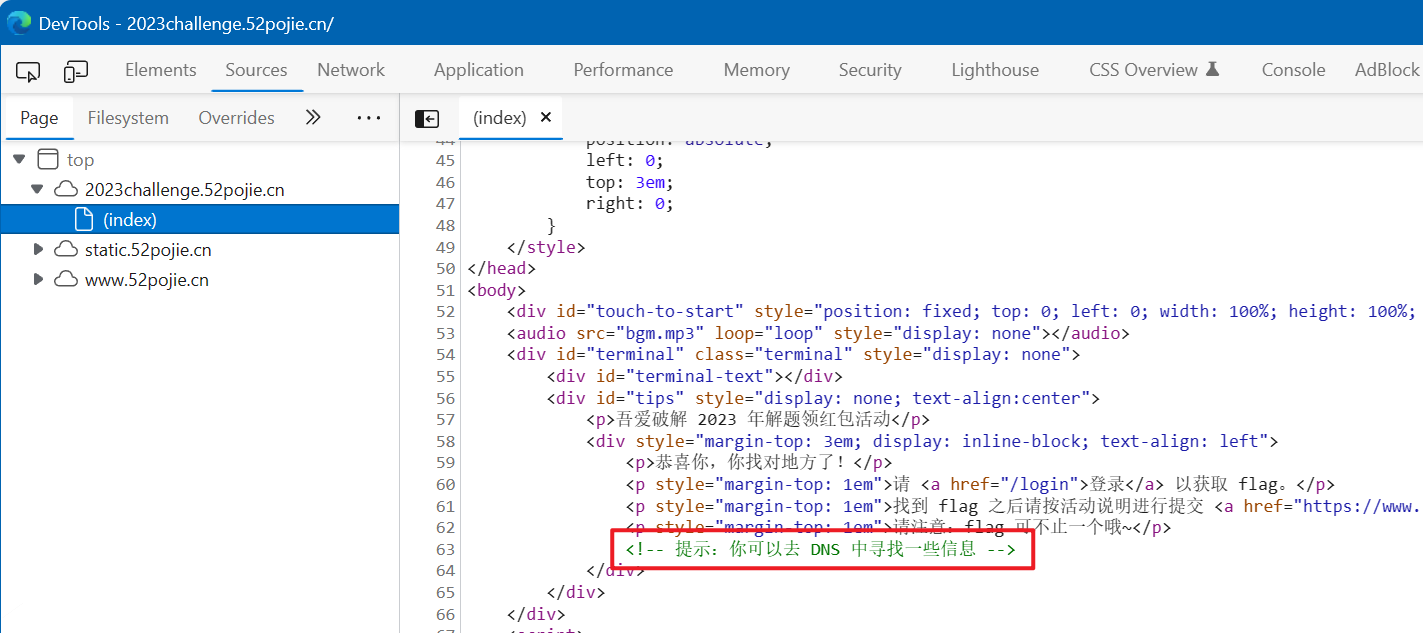 DevTools - 2023challenge.52pojie.cn/
Elements Sources Network Application Performance Memory Security Lighthouse CSS Overview Console AdBlock
Page Filesystem Overrides (index)
top
2023challenge.52pojie.cn
(index)
static.52pojie.cn
www.52pojie.cn
44 position: absolute;
45 left: 0;
46 top: 3em;
47 right: 0;
48 }
49 </style>
50 </head>
51 <body>
52 <div id="touch-to-start" style="position: fixed; top: 0; left: 0; width: 100%; height: 100%;
53 <audio src="bgm.mp3" loop="loop" style="display: none"></audio>
54 <div id="terminal" class="terminal" style="display: none">
55 <div id="terminal-text"></div>
56 <div id="tips" style="display: none; text-align:center">
57 <p>吾爱破解 2023 年解题领红包活动</p>
58 <div style="margin-top: 3em; display: inline-block; text-align: left">
59 <p>恭喜你，你找对地方了！</p>
60 <p style="margin-top: 1em">请 <a href="/login">登录</a> 以获取 flag。</p>
61 <p style="margin-top: 1em">找到 flag 之后请按活动说明进行提交 <a href="https://www.
62 <p style="margin-top: 1em">请注意：flag 可不止一个哦~</p>
63 <!-- 提示：你可以去 DNS 中寻找一些信息 -->
64 </div>
65 </div>
66 </div>
67 <script>